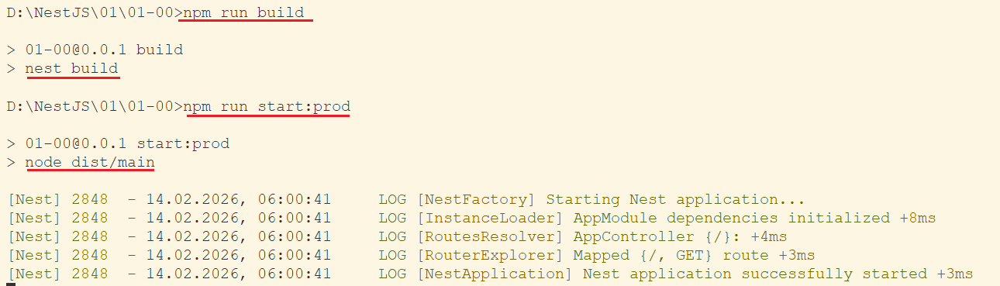 D:\NestJS\01\01-00>npm run build
> 01-00@0.0.1 build
> nest build
D:\NestJS\01\01-00>npm run start:prod
> 01-00@0.0.1 start:prod
> node dist/main
[Nest] 2848  - 14.02.2026, 06:00:41     LOG [NestFactory] Starting Nest application...
[Nest] 2848  - 14.02.2026, 06:00:41     LOG [InstanceLoader] AppModule dependencies initialized +8ms
[Nest] 2848  - 14.02.2026, 06:00:41     LOG [RoutesResolver] AppController {/}: +4ms
[Nest] 2848  - 14.02.2026, 06:00:41     LOG [RouterExplorer] Mapped {/, GET} route +3ms
[Nest] 2848  - 14.02.2026, 06:00:41     LOG [NestApplication] Nest application successfully started +3ms